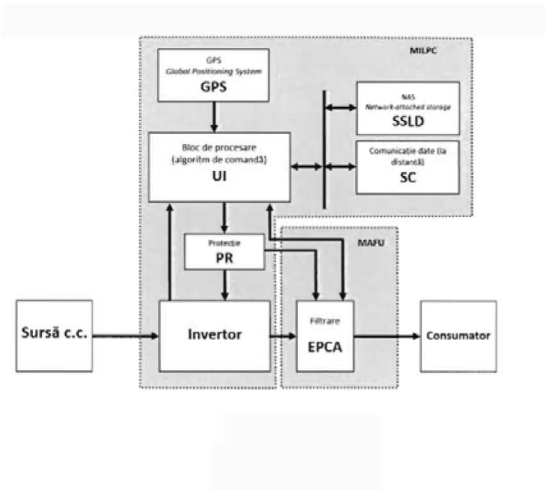 MILPC
GPS
Global Positioning System
GPS
NAS
Network-attached storage
SSLD
Bloc de procesare
(algoritm de comandă)
UI
Comunicație date (la
distanță)
SC
Protecție
PR
MAFU
Sursă c.c.
Invertor
Filtrare
EPCA
Consumator